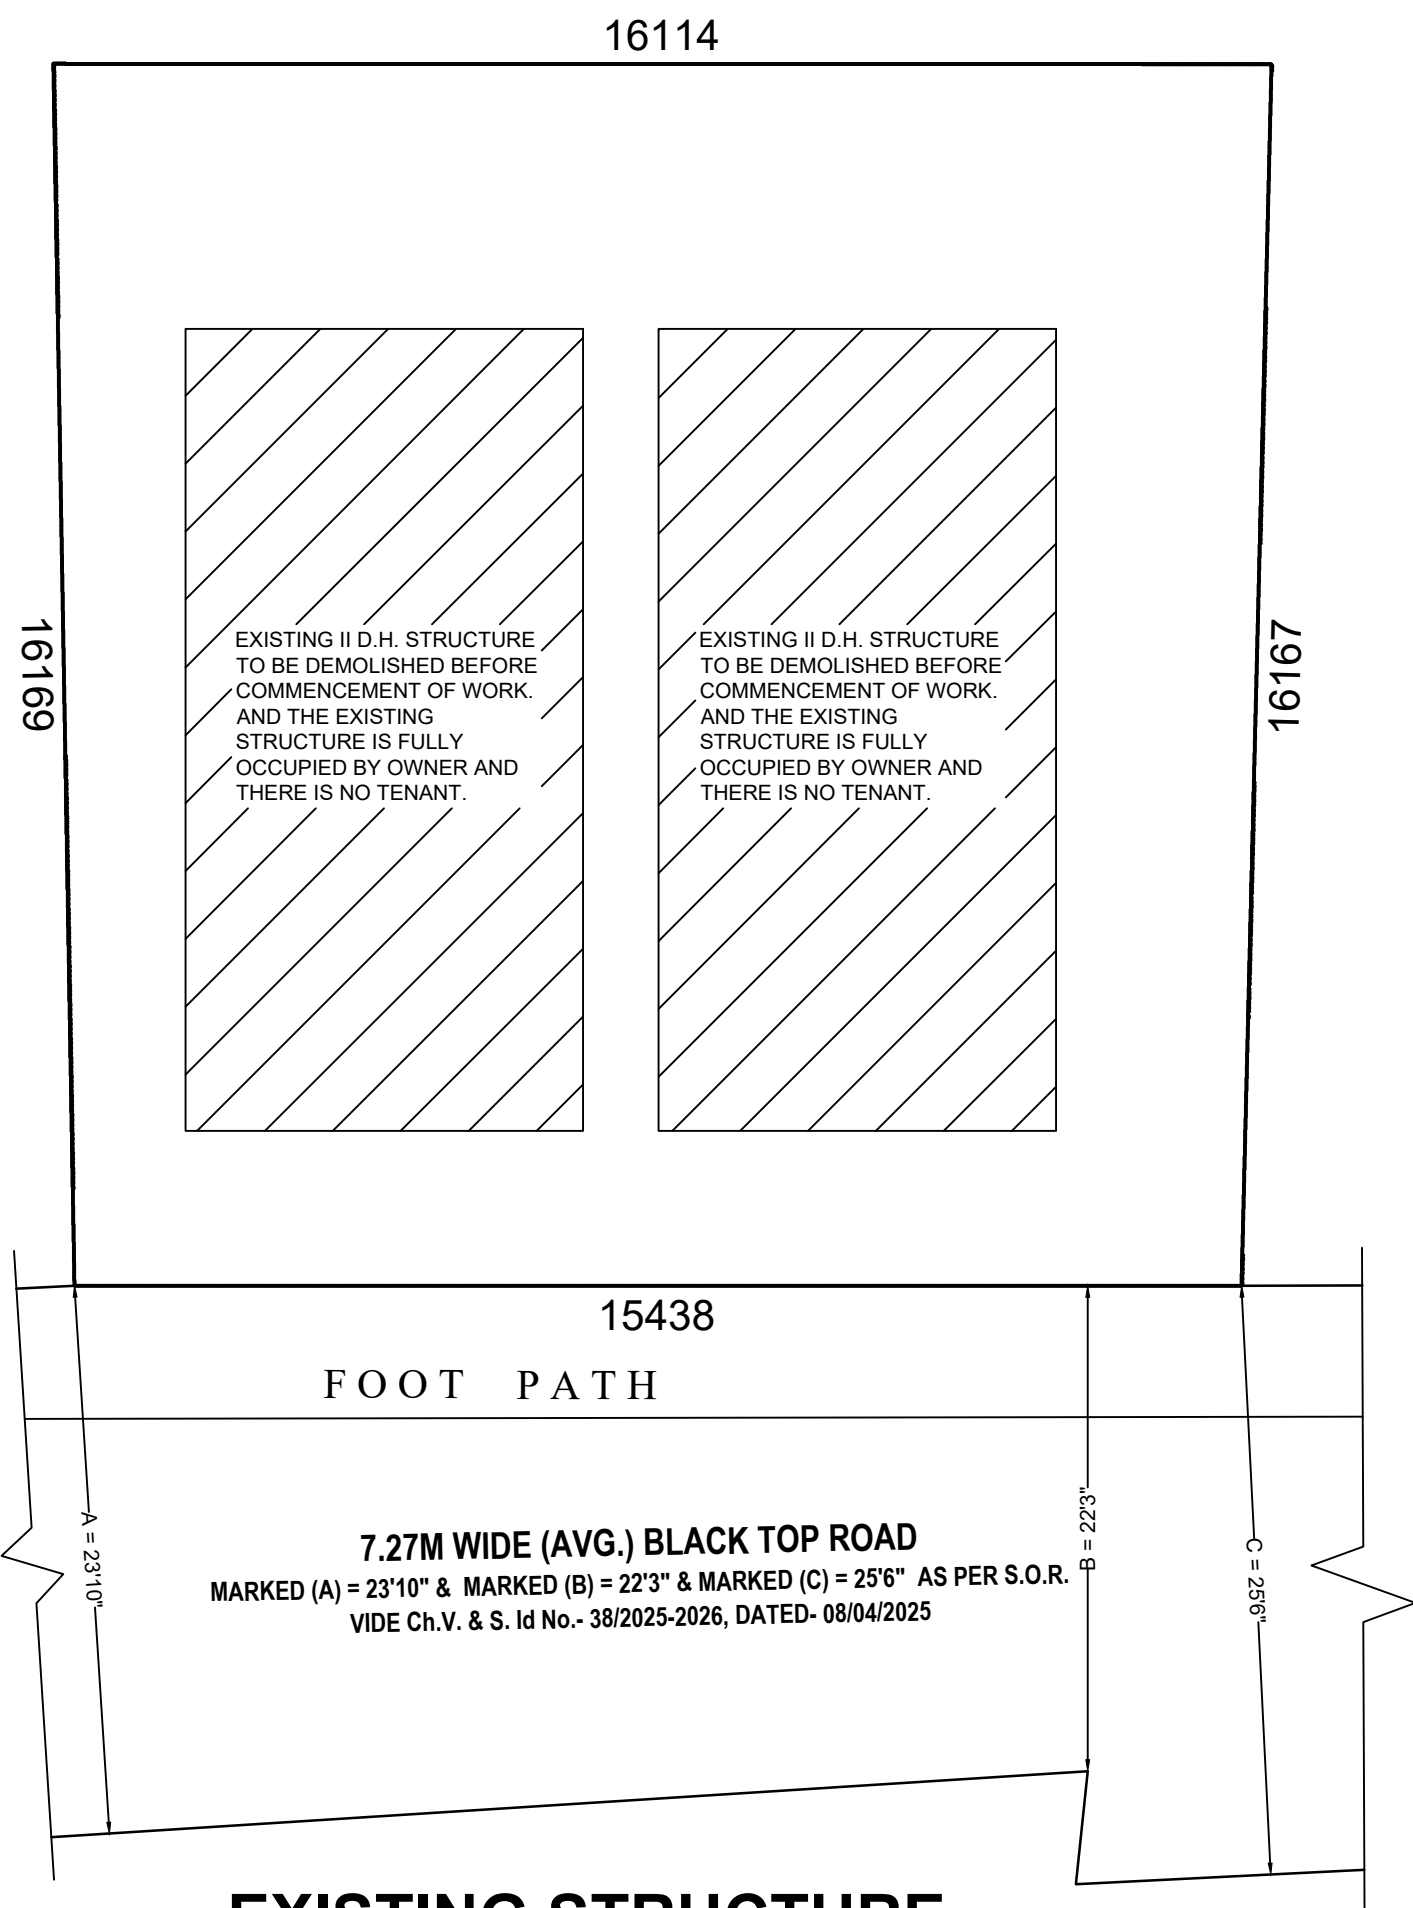 16114
16169
16167
EXISTING II D.H. STRUCTURE
TO BE DEMOLISHED BEFORE
COMMENCEMENT OF WORK.
AND THE EXISTING
STRUCTURE IS FULLY
OCCUPIED BY OWNER AND
THERE IS NO TENANT.
EXISTING II D.H. STRUCTURE
TO BE DEMOLISHED BEFORE
COMMENCEMENT OF WORK.
AND THE EXISTING
STRUCTURE IS FULLY
OCCUPIED BY OWNER AND
THERE IS NO TENANT.
15438
FOOT PATH
A = 23'10"
B = 22'3"
C = 25'6"
7.27M WIDE (AVG.) BLACK TOP ROAD
MARKED (A) = 23'10" & MARKED (B) = 22'3" & MARKED (C) = 25'6" AS PER S.O.R.
VIDE Ch.V. & S. Id No.- 38/2025-2026, DATED- 08/04/2025
EXISTING STRUCTURE